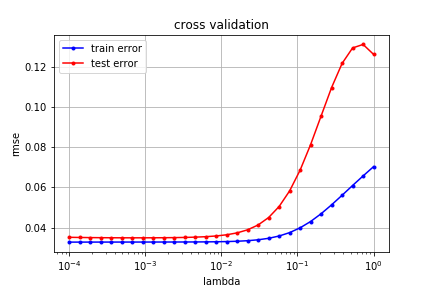 cross validation
train error
test error
0.12
0.10
0.08
0.06
0.04
rmse
10⁻⁴
10⁻³
10⁻²
10⁻¹
10⁰
lambda